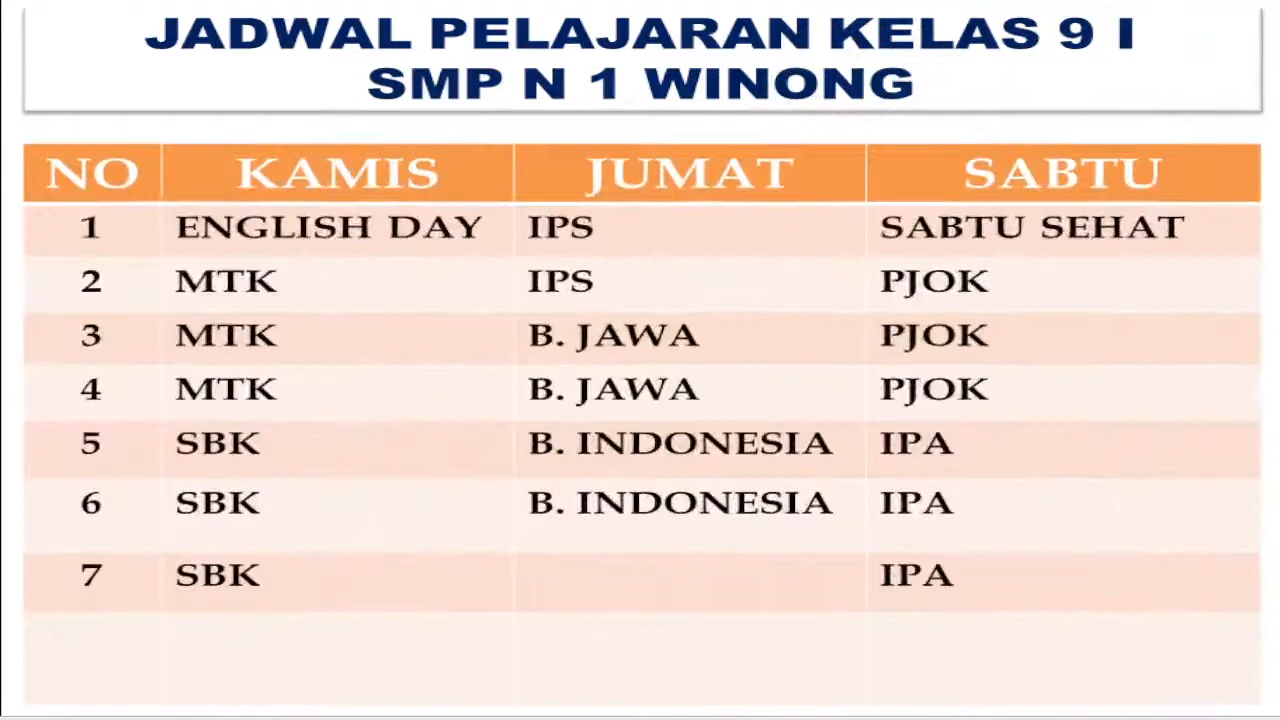 JADWAL PELAJARAN KELAS 9 I
SMP N 1 WINONG
NO KAMIS JUMAT SABTU
1 ENGLISH DAY IPS SABTU SEHAT
2 MTK IPS PJOK
3 MTK B. JAWA PJOK
4 MTK B. JAWA PJOK
5 SBK B. INDONESIA IPA
6 SBK B. INDONESIA IPA
7 SBK IPA